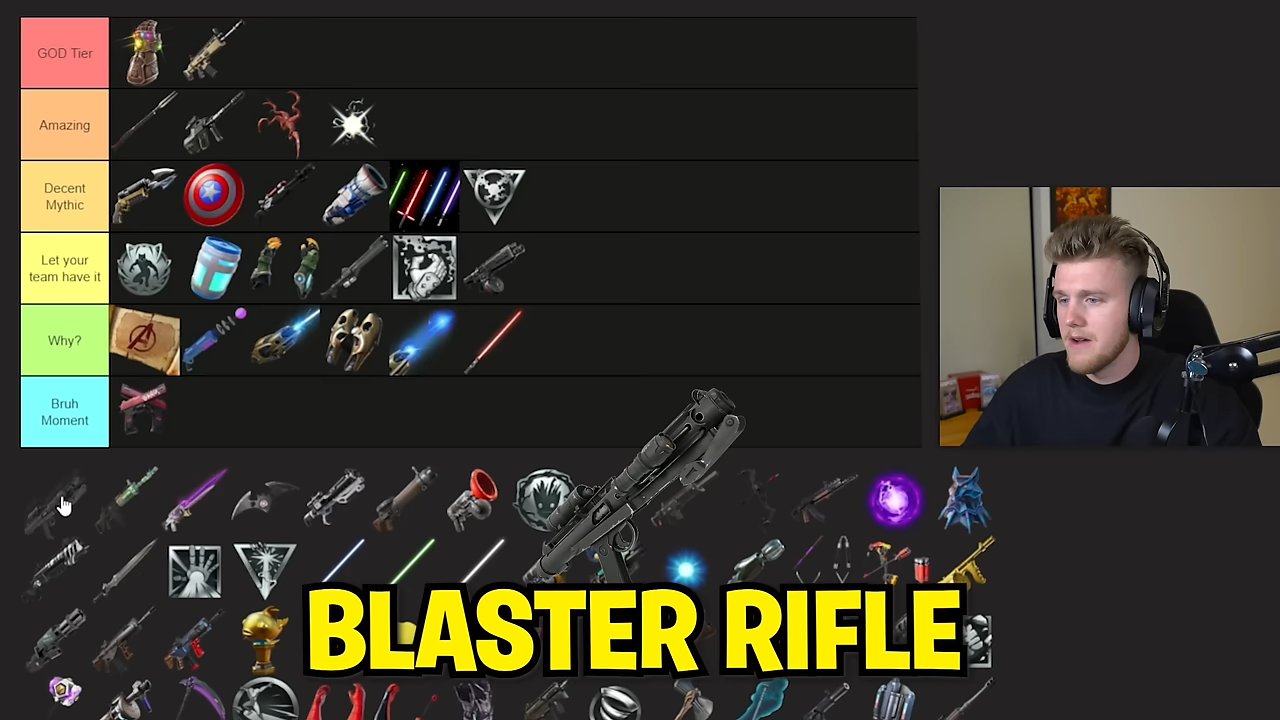 GOD Tier
Amazing
Decent
Mythic
Let your
team have it
Why?
Bruh
Moment
BLASTER RIFLE